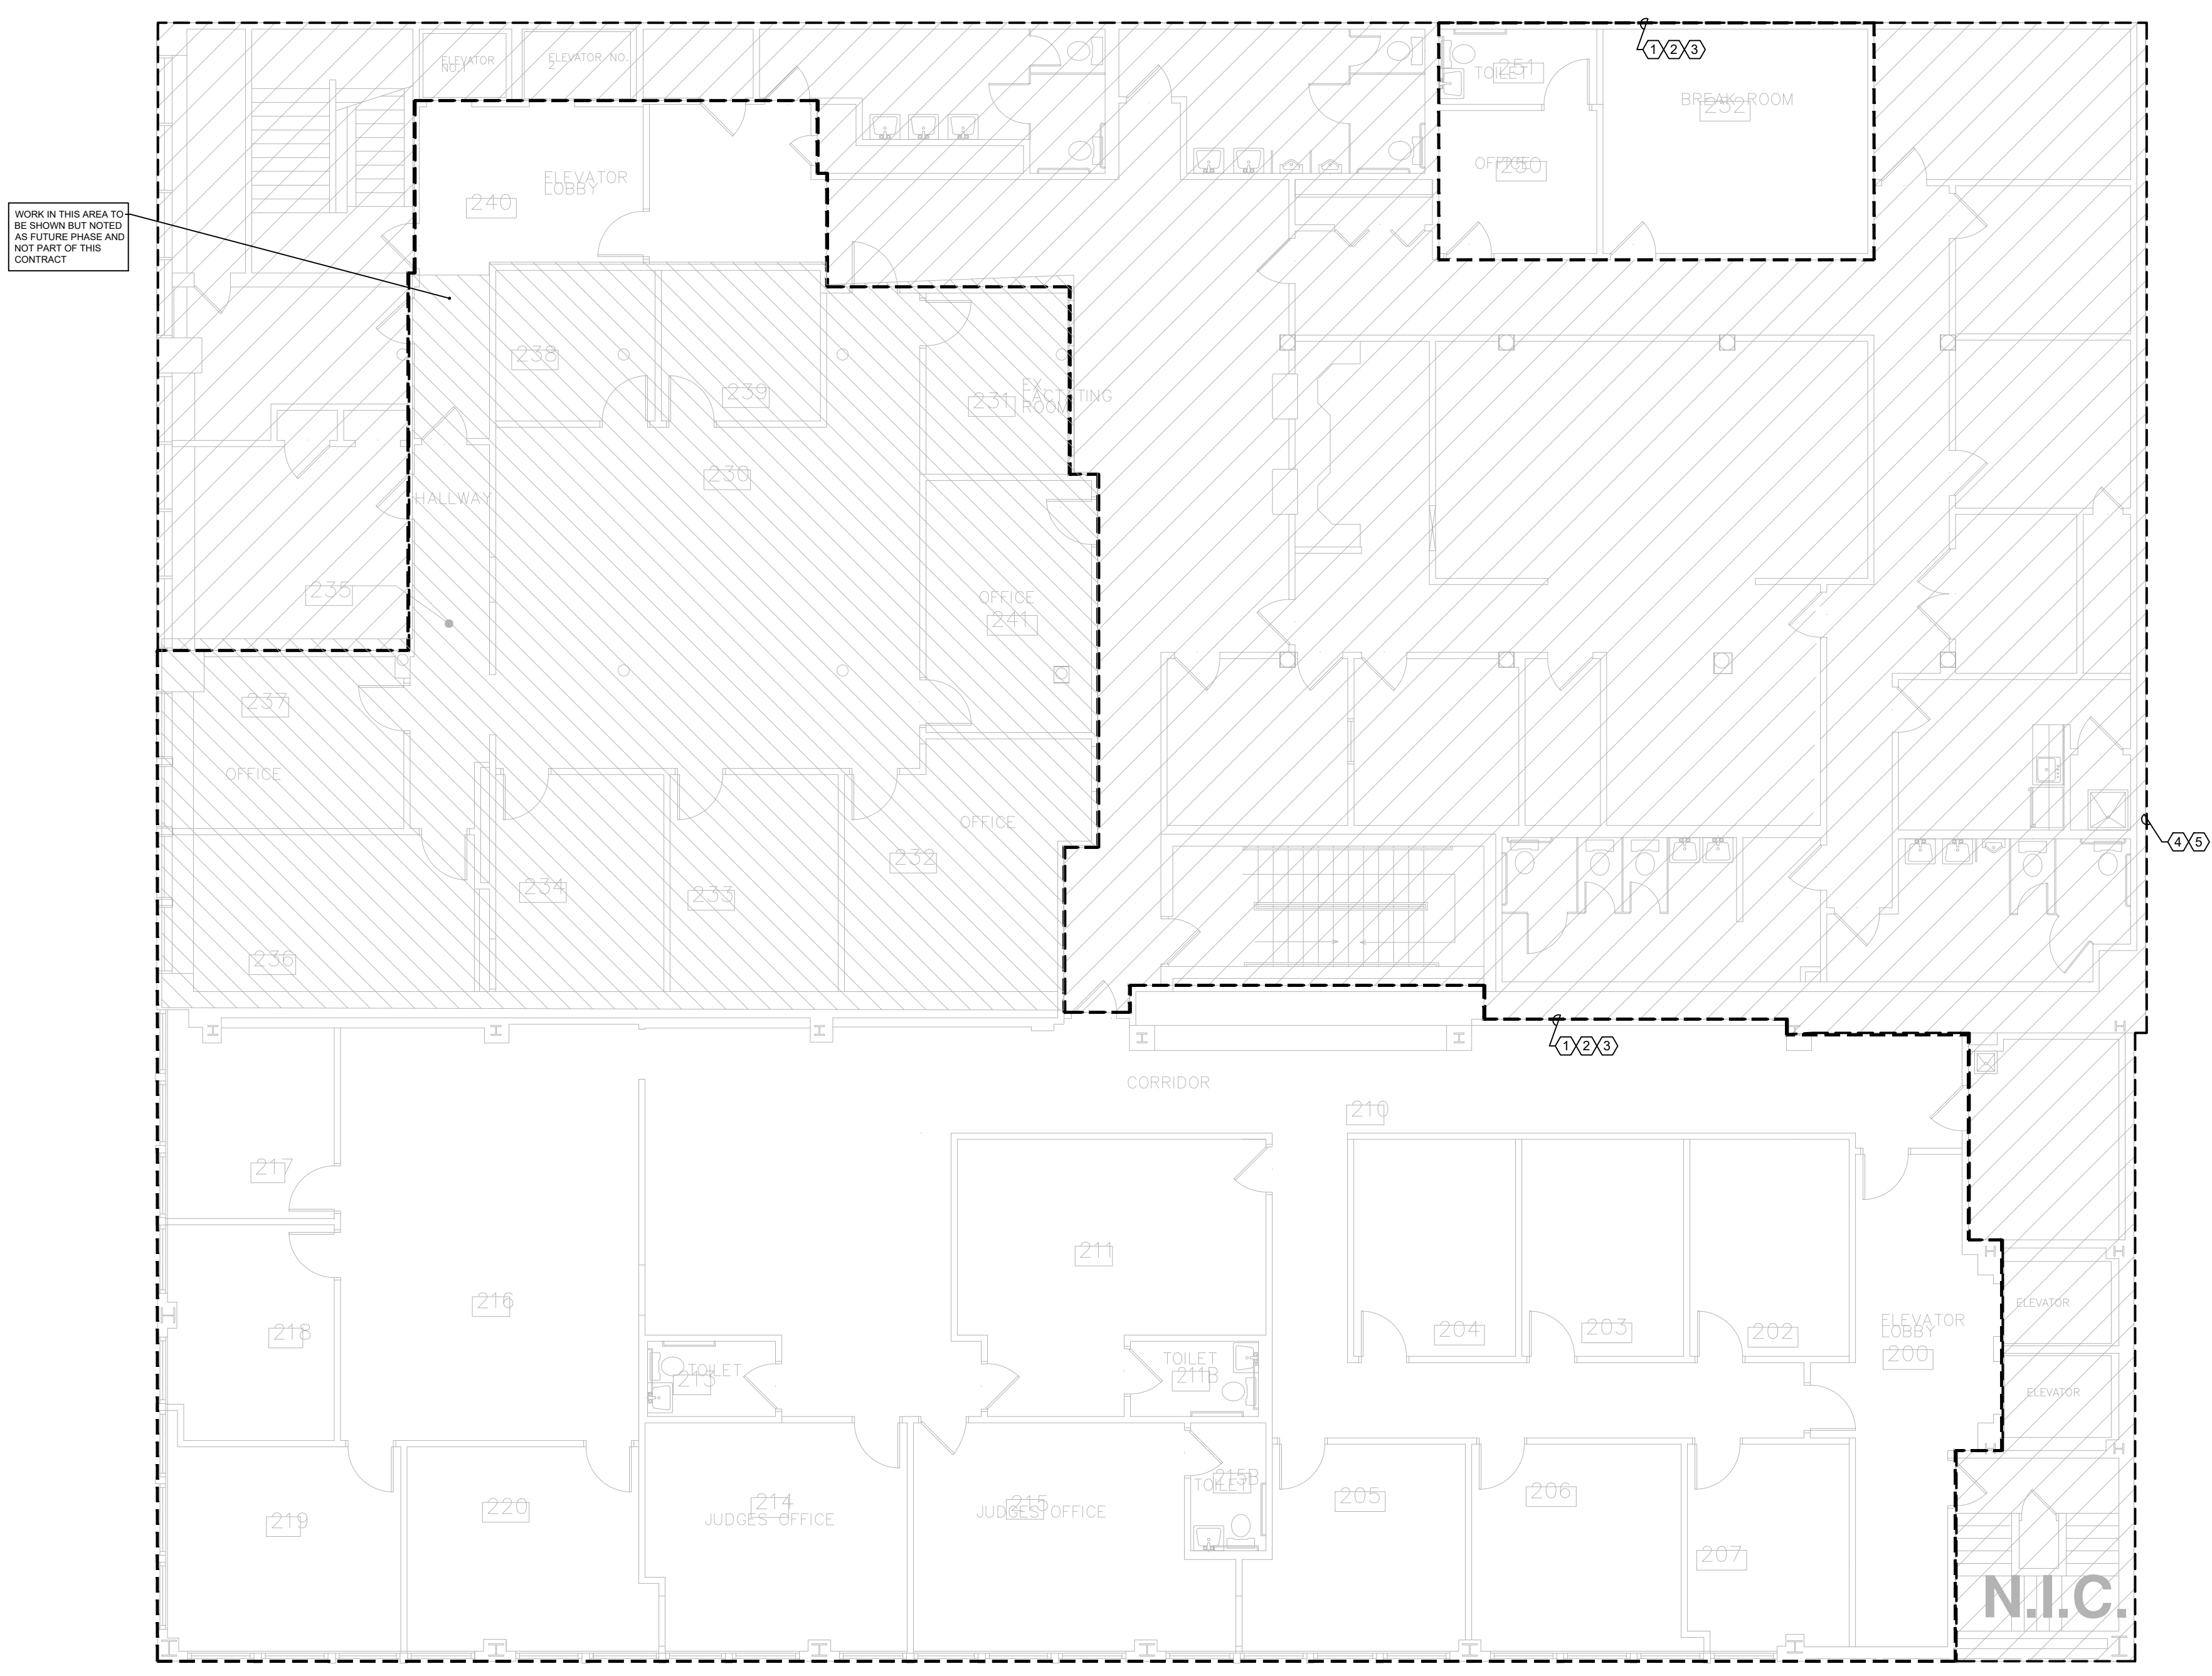 ELEVATOR
NO.1
ELEVATOR NO.
2
TOILET
251
1 2 3
BREAK ROOM
252
OFFICE
250
ELEVATOR
LOBBY
240
WORK IN THIS AREA TO
BE SHOWN BUT NOTED
AS FUTURE PHASE AND
NOT PART OF THIS
CONTRACT
238
239
231
EX.
LACTATING
ROOM
230
HALLWAY
235
OFFICE
241
237
OFFICE
OFFICE
232
234
233
236
4 5
1 2 3
CORRIDOR
210
217
211
216
218
204
203
202
ELEVATOR
LOBBY
200
ELEVATOR
ELEVATOR
TOILET
213
TOILET
211B
219
220
214
JUDGES OFFICE
215
JUDGES OFFICE
215B
TOILET
205
206
207
N.I.C.